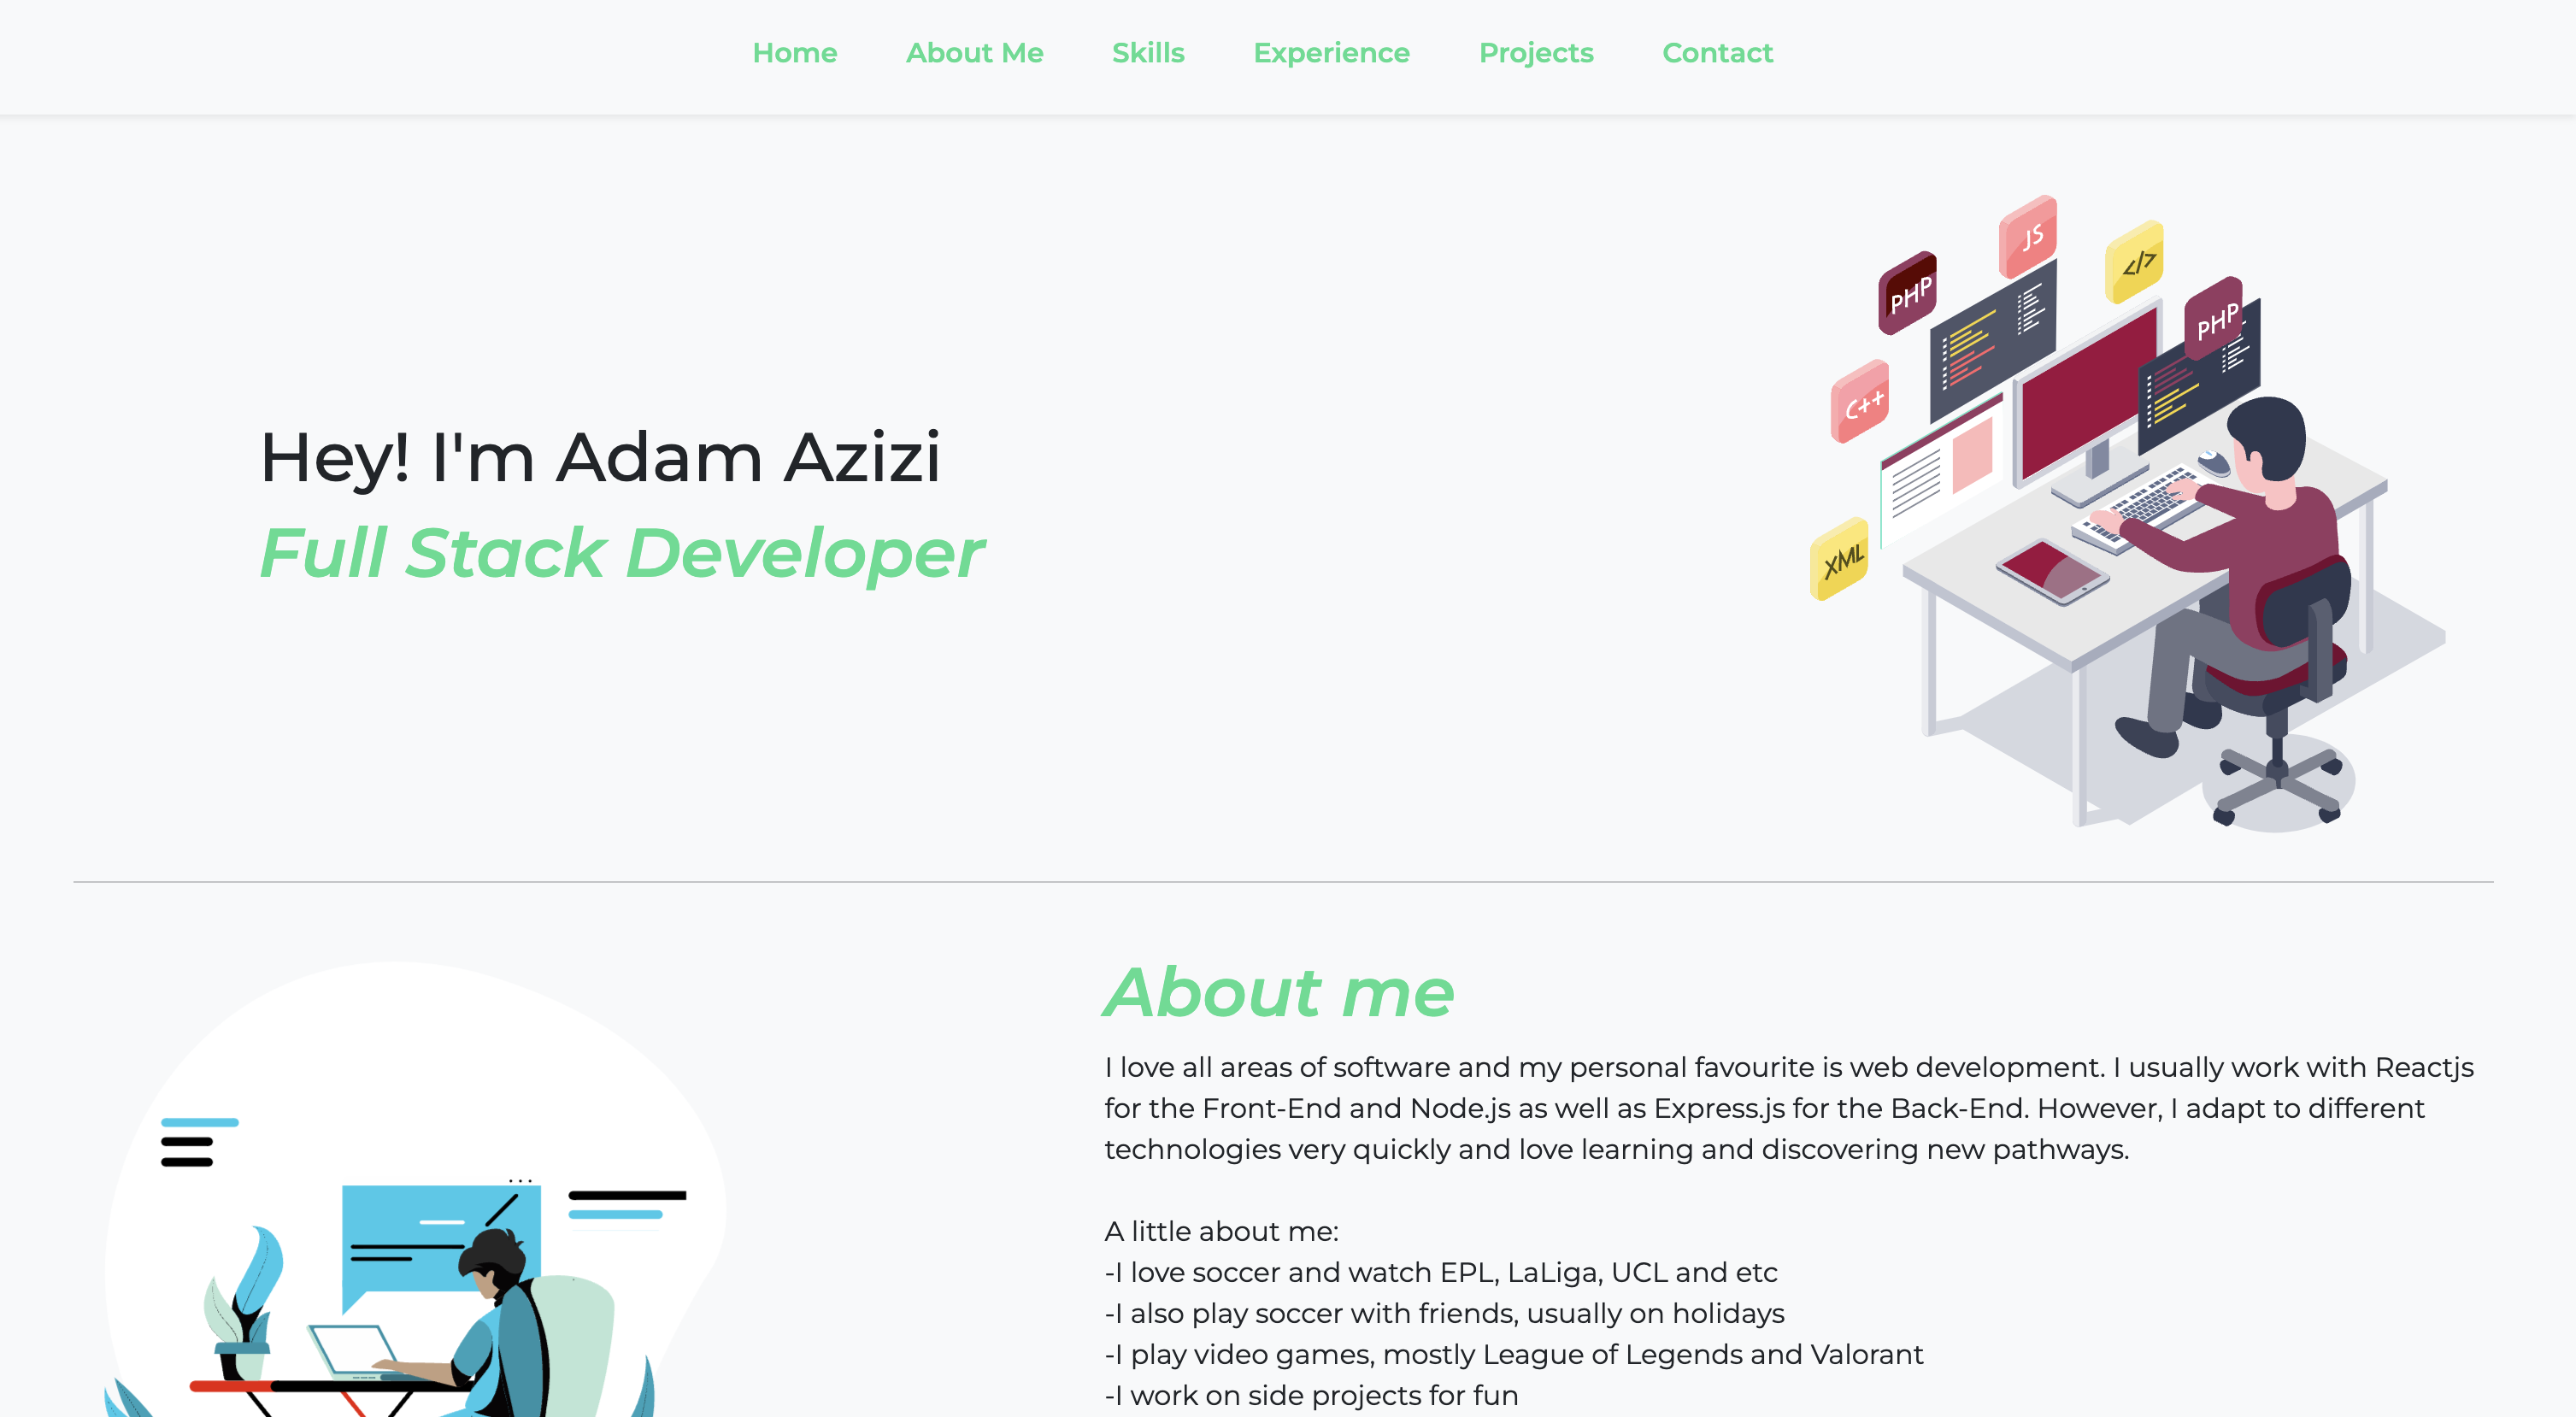 Home About Me Skills Experience Projects Contact
JS
</>
PHP
PHP
C++
XML
Hey! I'm Adam Azizi
Full Stack Developer
About me
I love all areas of software and my personal favourite is web development. I usually work with Reactjs
for the Front-End and Node.js as well as Express.js for the Back-End. However, I adapt to different
technologies very quickly and love learning and discovering new pathways.
A little about me:
-I love soccer and watch EPL, LaLiga, UCL and etc
-I also play soccer with friends, usually on holidays
-I play video games, mostly League of Legends and Valorant
-I work on side projects for fun